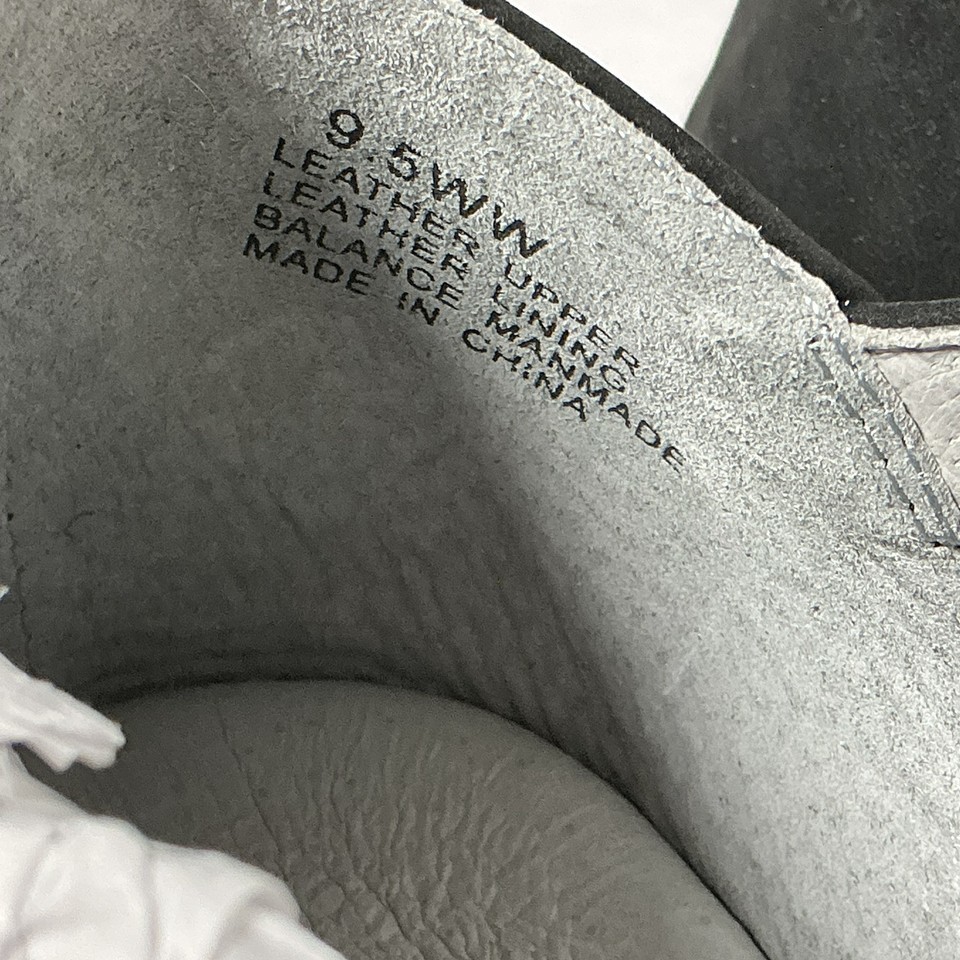 9.5WW
LEATHER UPPER
LEATHER LINING
BALANCE MANMADE
MADE IN CHINA